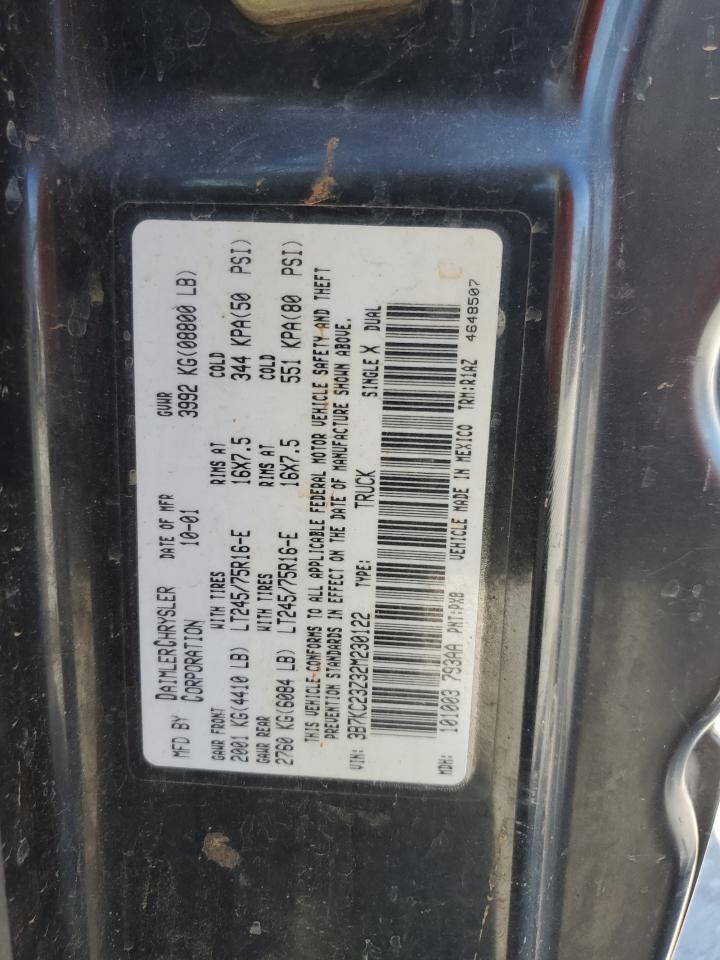 MFD BY DAIMLERCHRYSLER CORPORATION DATE OF MFR 10-01 GVWR 3992 KG(08800 LB)
GAWR FRONT WITH TIRES RIMS AT COLD
2001 KG(4410 LB) LT245/75R16-E 16X7.5 344 KPA(50 PSI)
GAWR REAR WITH TIRES RIMS AT COLD
2760 KG(6084 LB) LT245/75R16-E 16X7.5 551 KPA(80 PSI)
THIS VEHICLE CONFORMS TO ALL APPLICABLE FEDERAL MOTOR VEHICLE SAFETY AND THEFT
PREVENTION STANDARDS IN EFFECT ON THE DATE OF MANUFACTURE SHOWN ABOVE.
VIN: 3B7KC23Z32M230122 TYPE: TRUCK SINGLE X DUAL
MDH: 101003 793AA PNT:PXB VEHICLE MADE IN MEXICO TRM:R1AZ
4648507